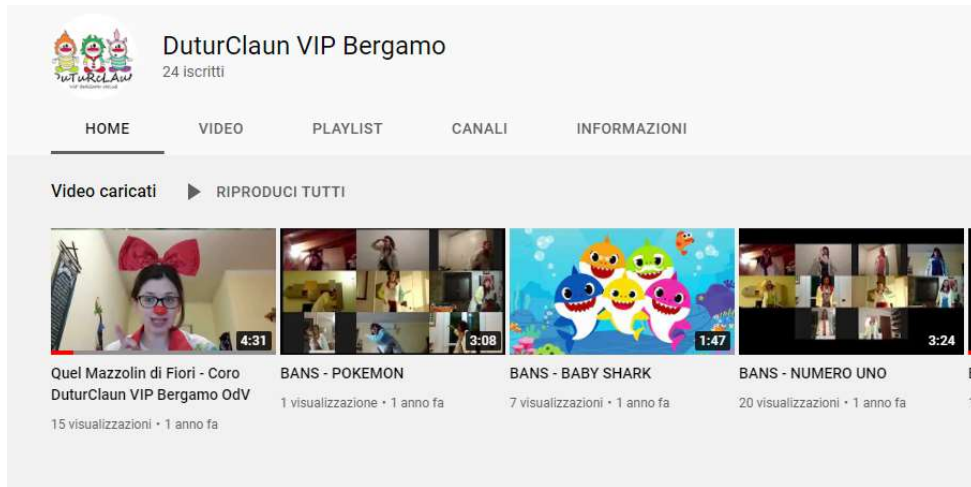 DuturClaun VIP Bergamo
24 iscritti
DuTuRcLAuN
VIP BERGAMO
HOME VIDEO PLAYLIST CANALI INFORMAZIONI
Video caricati RIPRODUCI TUTTI
4:31 3:08 1:47 3:24
Quel Mazzolin di Fiori - Coro
DuturClaun VIP Bergamo OdV
15 visualizzazioni • 1 anno fa
BANS - POKEMON
1 visualizzazione • 1 anno fa
BANS - BABY SHARK
7 visualizzazioni • 1 anno fa
BANS - NUMERO UNO
20 visualizzazioni • 1 anno fa